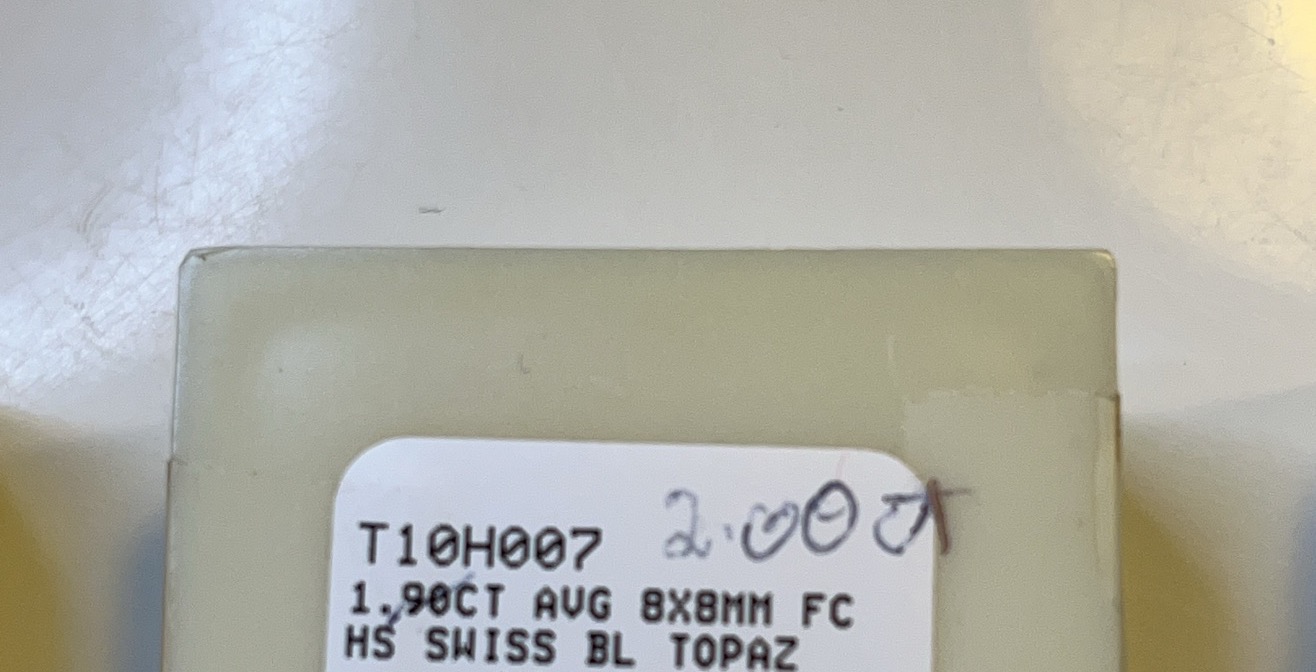 2.00ct
T10H007
1.90CT AVG 8X8MM FC
HS SWISS BL TOPAZ